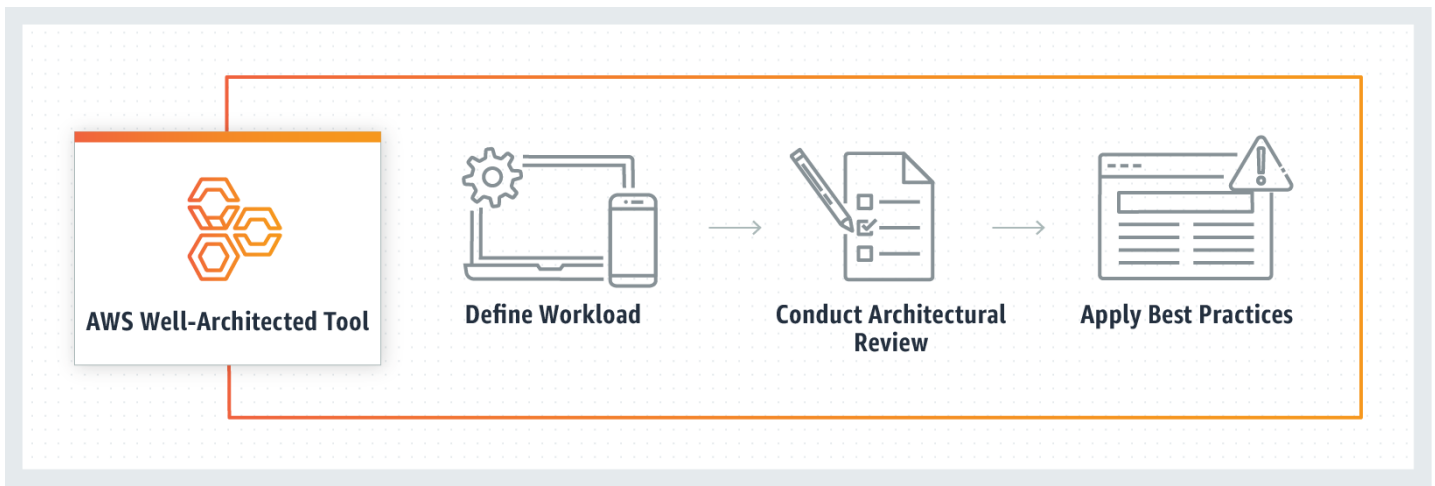 AWS Well-Architected Tool
Define Workload
Conduct Architectural
Review
Apply Best Practices